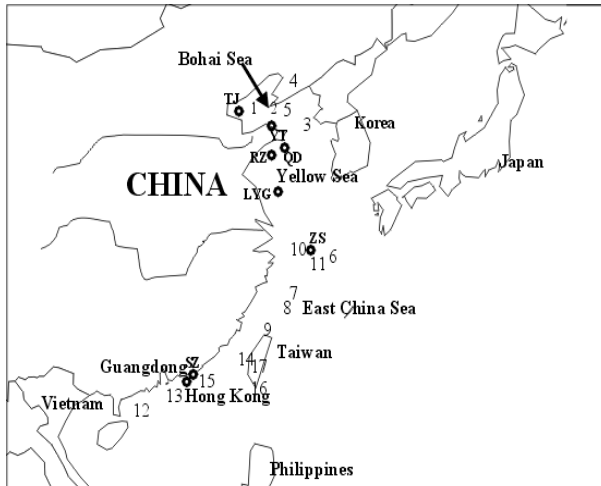 Bohai Sea
4
TJ
1
2
5
3
Korea
YT
RZ
QD
Japan
CHINA
Yellow Sea
LYG
ZS
10
6
11
7
8
East China Sea
9
Taiwan
14
17
SZ
Guangdong
15
16
13
Hong Kong
Vietnam
12
Philippines